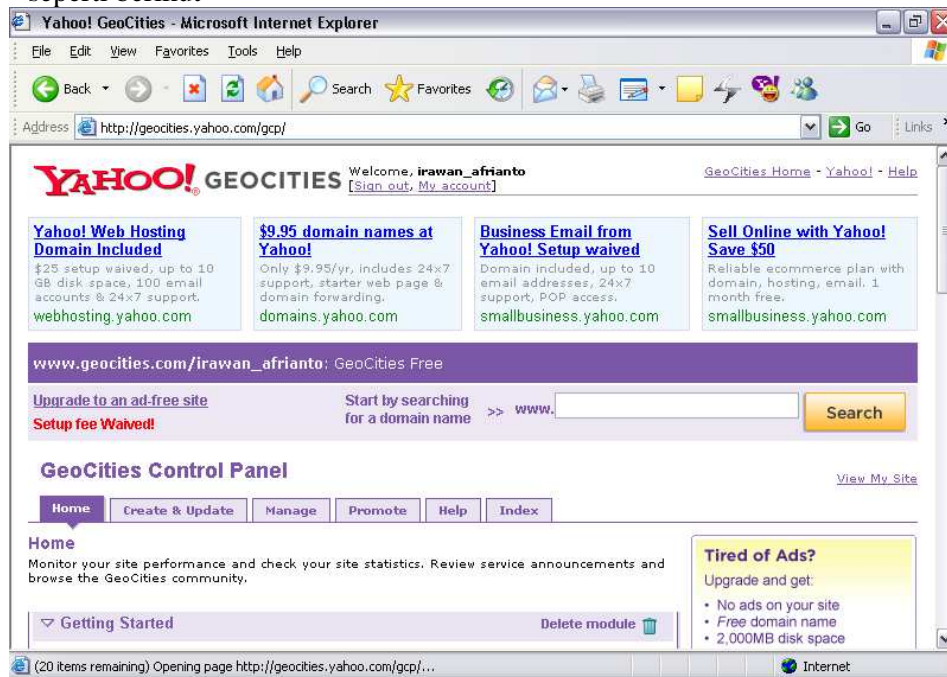 seperti berikut
Yahoo! GeoCities - Microsoft Internet Explorer
File Edit View Favorites Tools Help
Back Search Favorites
Address http://geocities.yahoo.com/gcp/ Go Links
YAHOO! GEOCITIES Welcome, irawan_afrianto
[Sign out, My account]
GeoCities Home - Yahoo! - Help
Yahoo! Web Hosting
Domain Included
$25 setup waived, up to 10
GB disk space, 100 email
accounts & 24x7 support.
webhosting.yahoo.com
$9.95 domain names at
Yahoo!
Only $9.95/yr, includes 24x7
support, starter web page &
domain forwarding.
domains.yahoo.com
Business Email from
Yahoo! Setup waived
Domain included, up to 10
email addresses, 24x7
support, POP access.
smallbusiness.yahoo.com
Sell Online with Yahoo!
Save $50
Reliable ecommerce plan with
domain, hosting, email. 1
month free.
smallbusiness.yahoo.com
www.geocities.com/irawan_afrianto: GeoCities Free
Upgrade to an ad-free site
Setup fee Waived!
Start by searching
for a domain name
>> www. Search
GeoCities Control Panel
View My Site
Home Create & Update Manage Promote Help Index
Home
Monitor your site performance and check your site statistics. Review service announcements and
browse the GeoCities community.
Getting Started Delete module
Tired of Ads?
Upgrade and get:
• No ads on your site
• Free domain name
• 2,000MB disk space
(20 items remaining) Opening page http://geocities.yahoo.com/gcp/... Internet